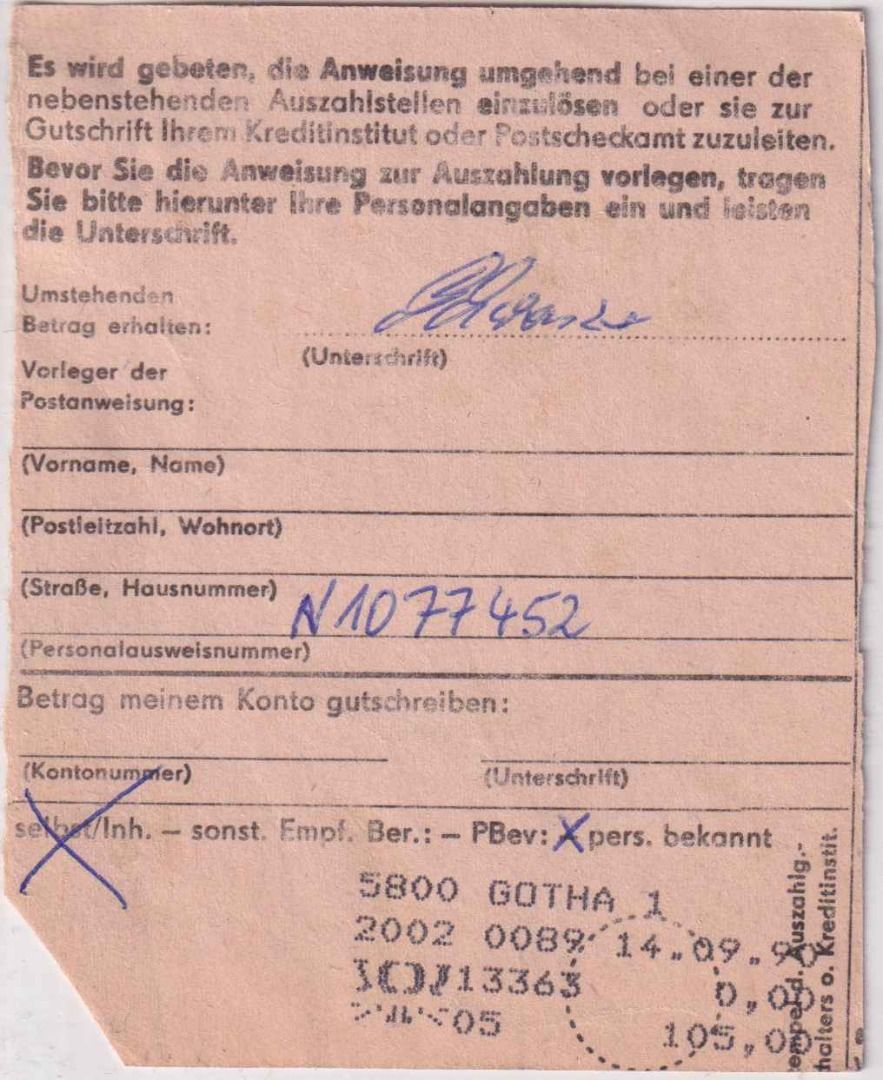 Es wird gebeten, die Anweisung umgehend bei einer der
nebenstehenden Auszahlstellen einzulösen oder sie zur
Gutschrift Ihrem Kreditinstitut oder Postscheckamt zuzuleiten.
Bevor Sie die Anweisung zur Auszahlung vorlegen, tragen
Sie bitte hierunter Ihre Personalangaben ein und leisten
die Unterschrift.
Umstehenden
Betrag erhalten:
(Unterschrift)
Vorleger der
Postanweisung:
(Vorname, Name)
(Postleitzahl, Wohnort)
(Straße, Hausnummer)
N1077452
(Personalausweisnummer)
Betrag meinem Konto gutschreiben:
(Kontonummer)
(Unterschrift)
selbst/Inh. – sonst. Empf. Ber.: – PBev: X pers. bekannt
5800 GOTHA 1
2002 0089 14.09.90
13363 0,00
05 105,00
d. Auszahlg.-
halters o. Kreditinstit.